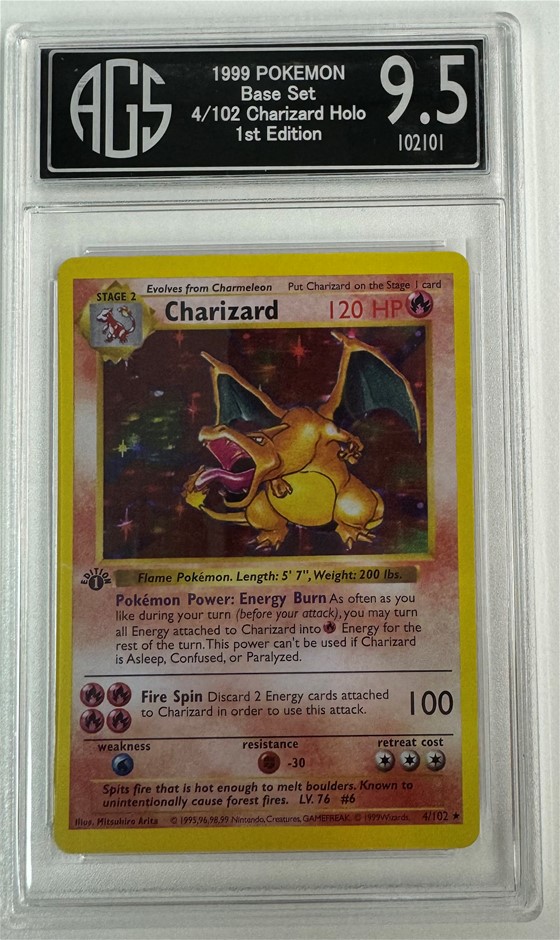 AGS
1999 POKEMON
Base Set
4/102 Charizard Holo
1st Edition
9.5
102101
STAGE 2
Evolves from Charmeleon
Put Charizard on the Stage 1 card
Charizard
120 HP
EDITION
1
Flame Pokémon. Length: 5' 7", Weight: 200 lbs.
Pokémon Power: Energy Burn As often as you
like during your turn (before your attack), you may turn
all Energy attached to Charizard into Energy for the
rest of the turn. This power can't be used if Charizard
is Asleep, Confused, or Paralyzed.
Fire Spin Discard 2 Energy cards attached
to Charizard in order to use this attack.
100
weakness
resistance
retreat cost
-30
Spits fire that is hot enough to melt boulders. Known to
unintentionally cause forest fires. LV. 76 #6
Illus. Mitsuhiro Arita © 1995, 96, 98, 99 Nintendo, Creatures, GAMEFREAK. © 1999 Wizards. 4/102 ★